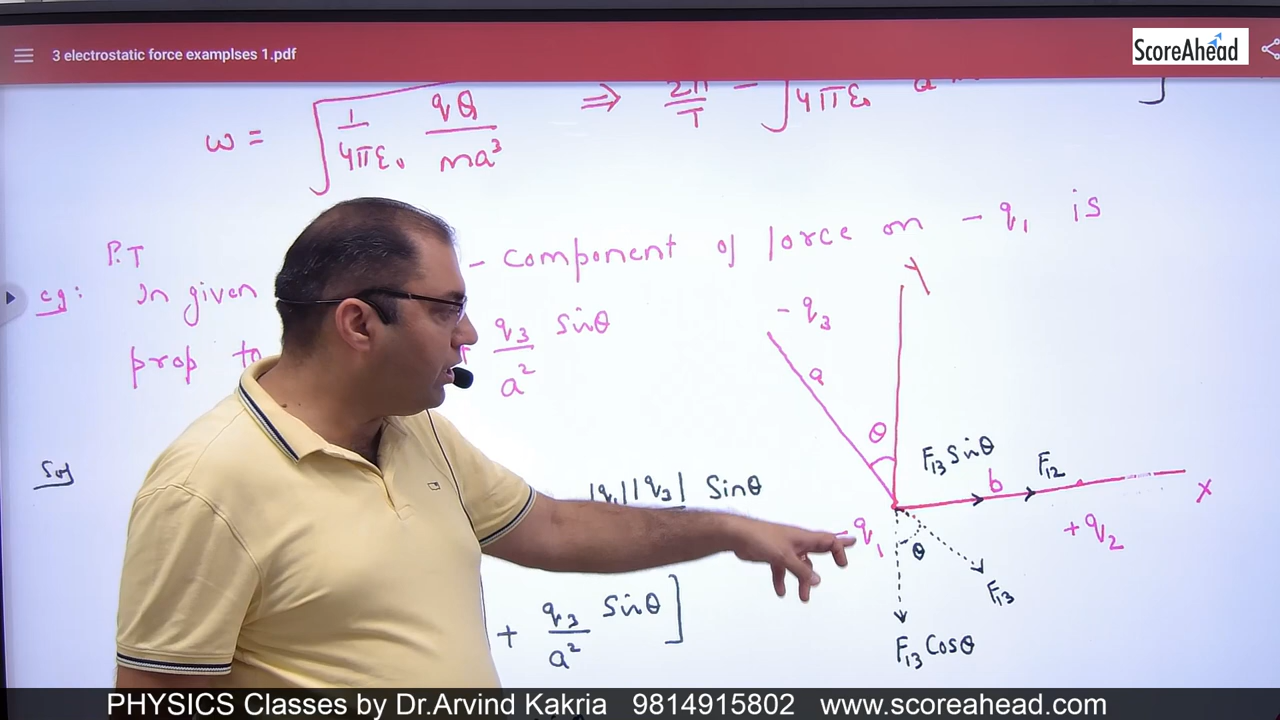 3 electrostatic force examplses 1.pdf
ScoreAhead
ω = √(1/4πε₀ qQ/ma³) ⇒ 2π/T
4πε₀
P.T
eg: In given - component of force on - q₁ is
prop to + q₃/a² sinθ
Sol
|q₁||q₃| Sinθ
+ q₃/a² Sinθ]
Y
- q₃
a
θ
F₁₃ Sinθ
b
F₁₂
X
- q₁
+q₂
θ
F₁₃
F₁₃ Cosθ
PHYSICS Classes by Dr.Arvind Kakria 9814915802 www.scoreahead.com